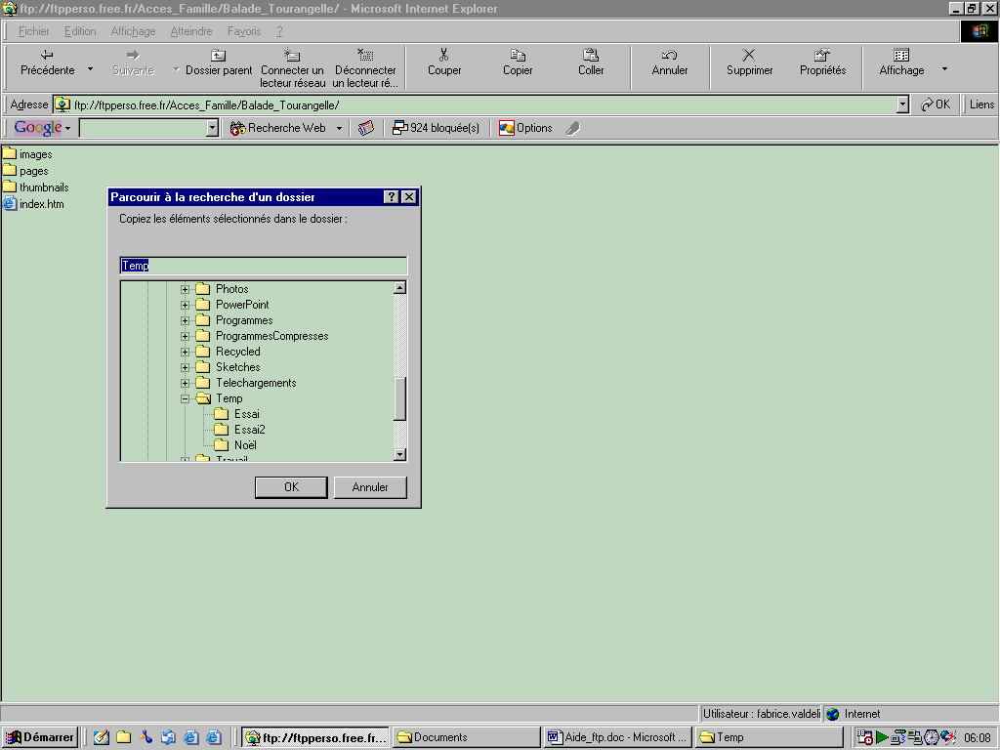 ftp://ftpperso.free.fr/Acces_Famille/Balade_Tourangelle/ - Microsoft Internet Explorer
Fichier Edition Affichage Atteindre Favoris ?
Précédente Suivante Dossier parent Connecter un lecteur réseau Déconnecter un lecteur ré... Couper Copier Coller Annuler Supprimer Propriétés Affichage
Adresse ftp://ftpperso.free.fr/Acces_Famille/Balade_Tourangelle/ OK Liens
Google Recherche Web 924 bloquée(s) Options
images
pages
thumbnails
index.htm
Parcourir à la recherche d'un dossier ?
Copiez les éléments sélectionnés dans le dossier :
Temp
Photos
PowerPoint
Programmes
ProgrammesCompresses
Recycled
Sketches
Telechargements
Temp
Essai
Essai2
Noël
Travail
OK Annuler
Utilisateur : fabrice.valdeli Internet
Démarrer ftp://ftpperso.free.fr... Documents Aide_ftp.doc - Microsoft ... Temp 06:08